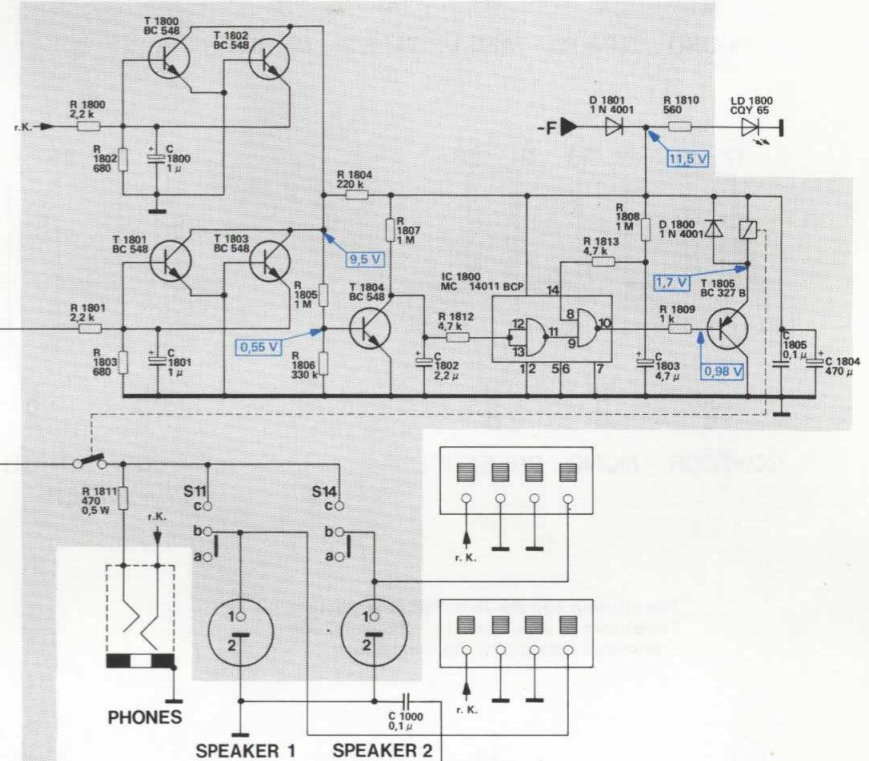 T 1800
BC 548
T 1802
BC 548
r.K.
R 1800
2,2 k
R
1802
680
+
C
1800
1 μ
T 1801
BC 548
T 1803
BC 548
R 1801
2,2 k
R
1803
680
+
C
1801
1 μ
R 1804
220 k
9,5 V
R
1805
1 M
0,55 V
R
1806
330 k
R
1807
1 M
T 1804
BC 548
+
C
1802
2,2 μ
R 1812
4,7 k
IC 1800
MC 14011 BCP
14
12
13
11
8
9
10
1 2
5 6
7
R 1813
4,7 k
~F
D 1801
1 N 4001
R 1810
560
LD 1800
CQY 65
11,5 V
R
1808
1 M
D 1800
1 N 4001
1,7 V
T 1805
BC 327 B
R 1809
1 k
0,98 V
+
C
1803
4,7 μ
C
1805
0,1 μ
+
C 1804
470 μ
R 1811
470
0,5 W
r.K.
PHONES
S11
c
b
a
S14
c
b
a
1
2
1
2
SPEAKER 1
SPEAKER 2
C 1000
0,1 μ
r. K.
r. K.